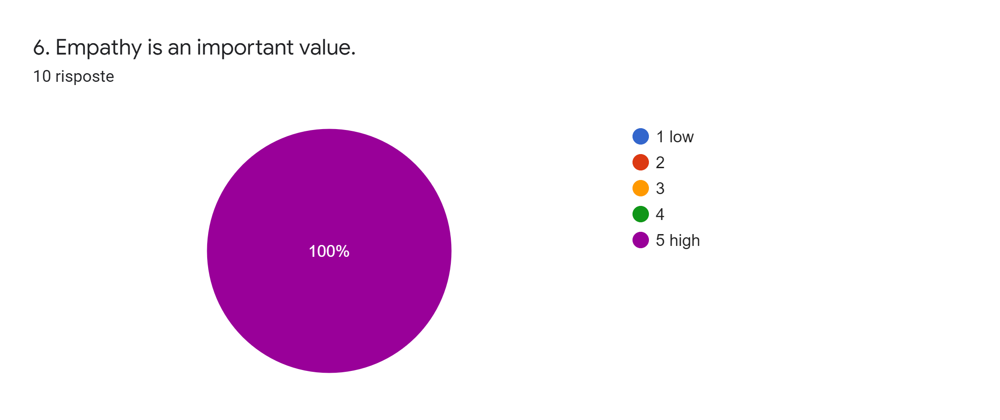 6. Empathy is an important value.
10 risposte
100%
1 low
2
3
4
5 high